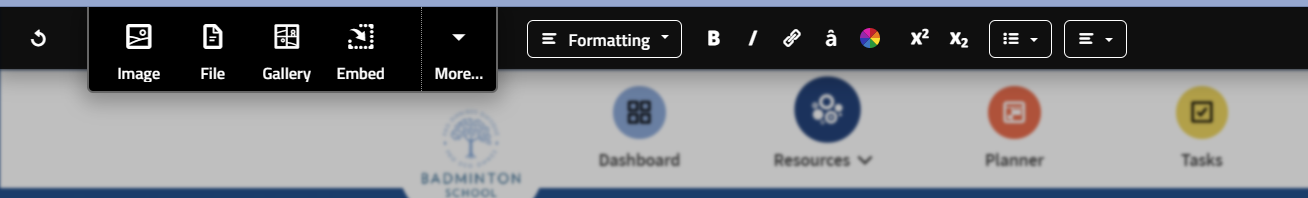 Formatting B I â X² X₂
Image File Gallery Embed More...
Dashboard Resources Planner Tasks
BADMINTON
SCHOOL